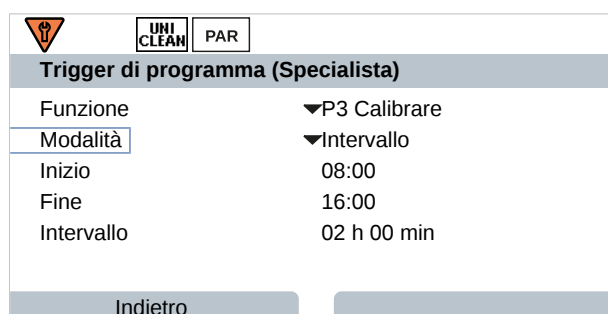 UNI CLEAN PAR
Trigger di programma (Specialista)
Funzione P3 Calibrare
Modalità Intervallo
Inizio 08:00
Fine 16:00
Intervallo 02 h 00 min
Indietro